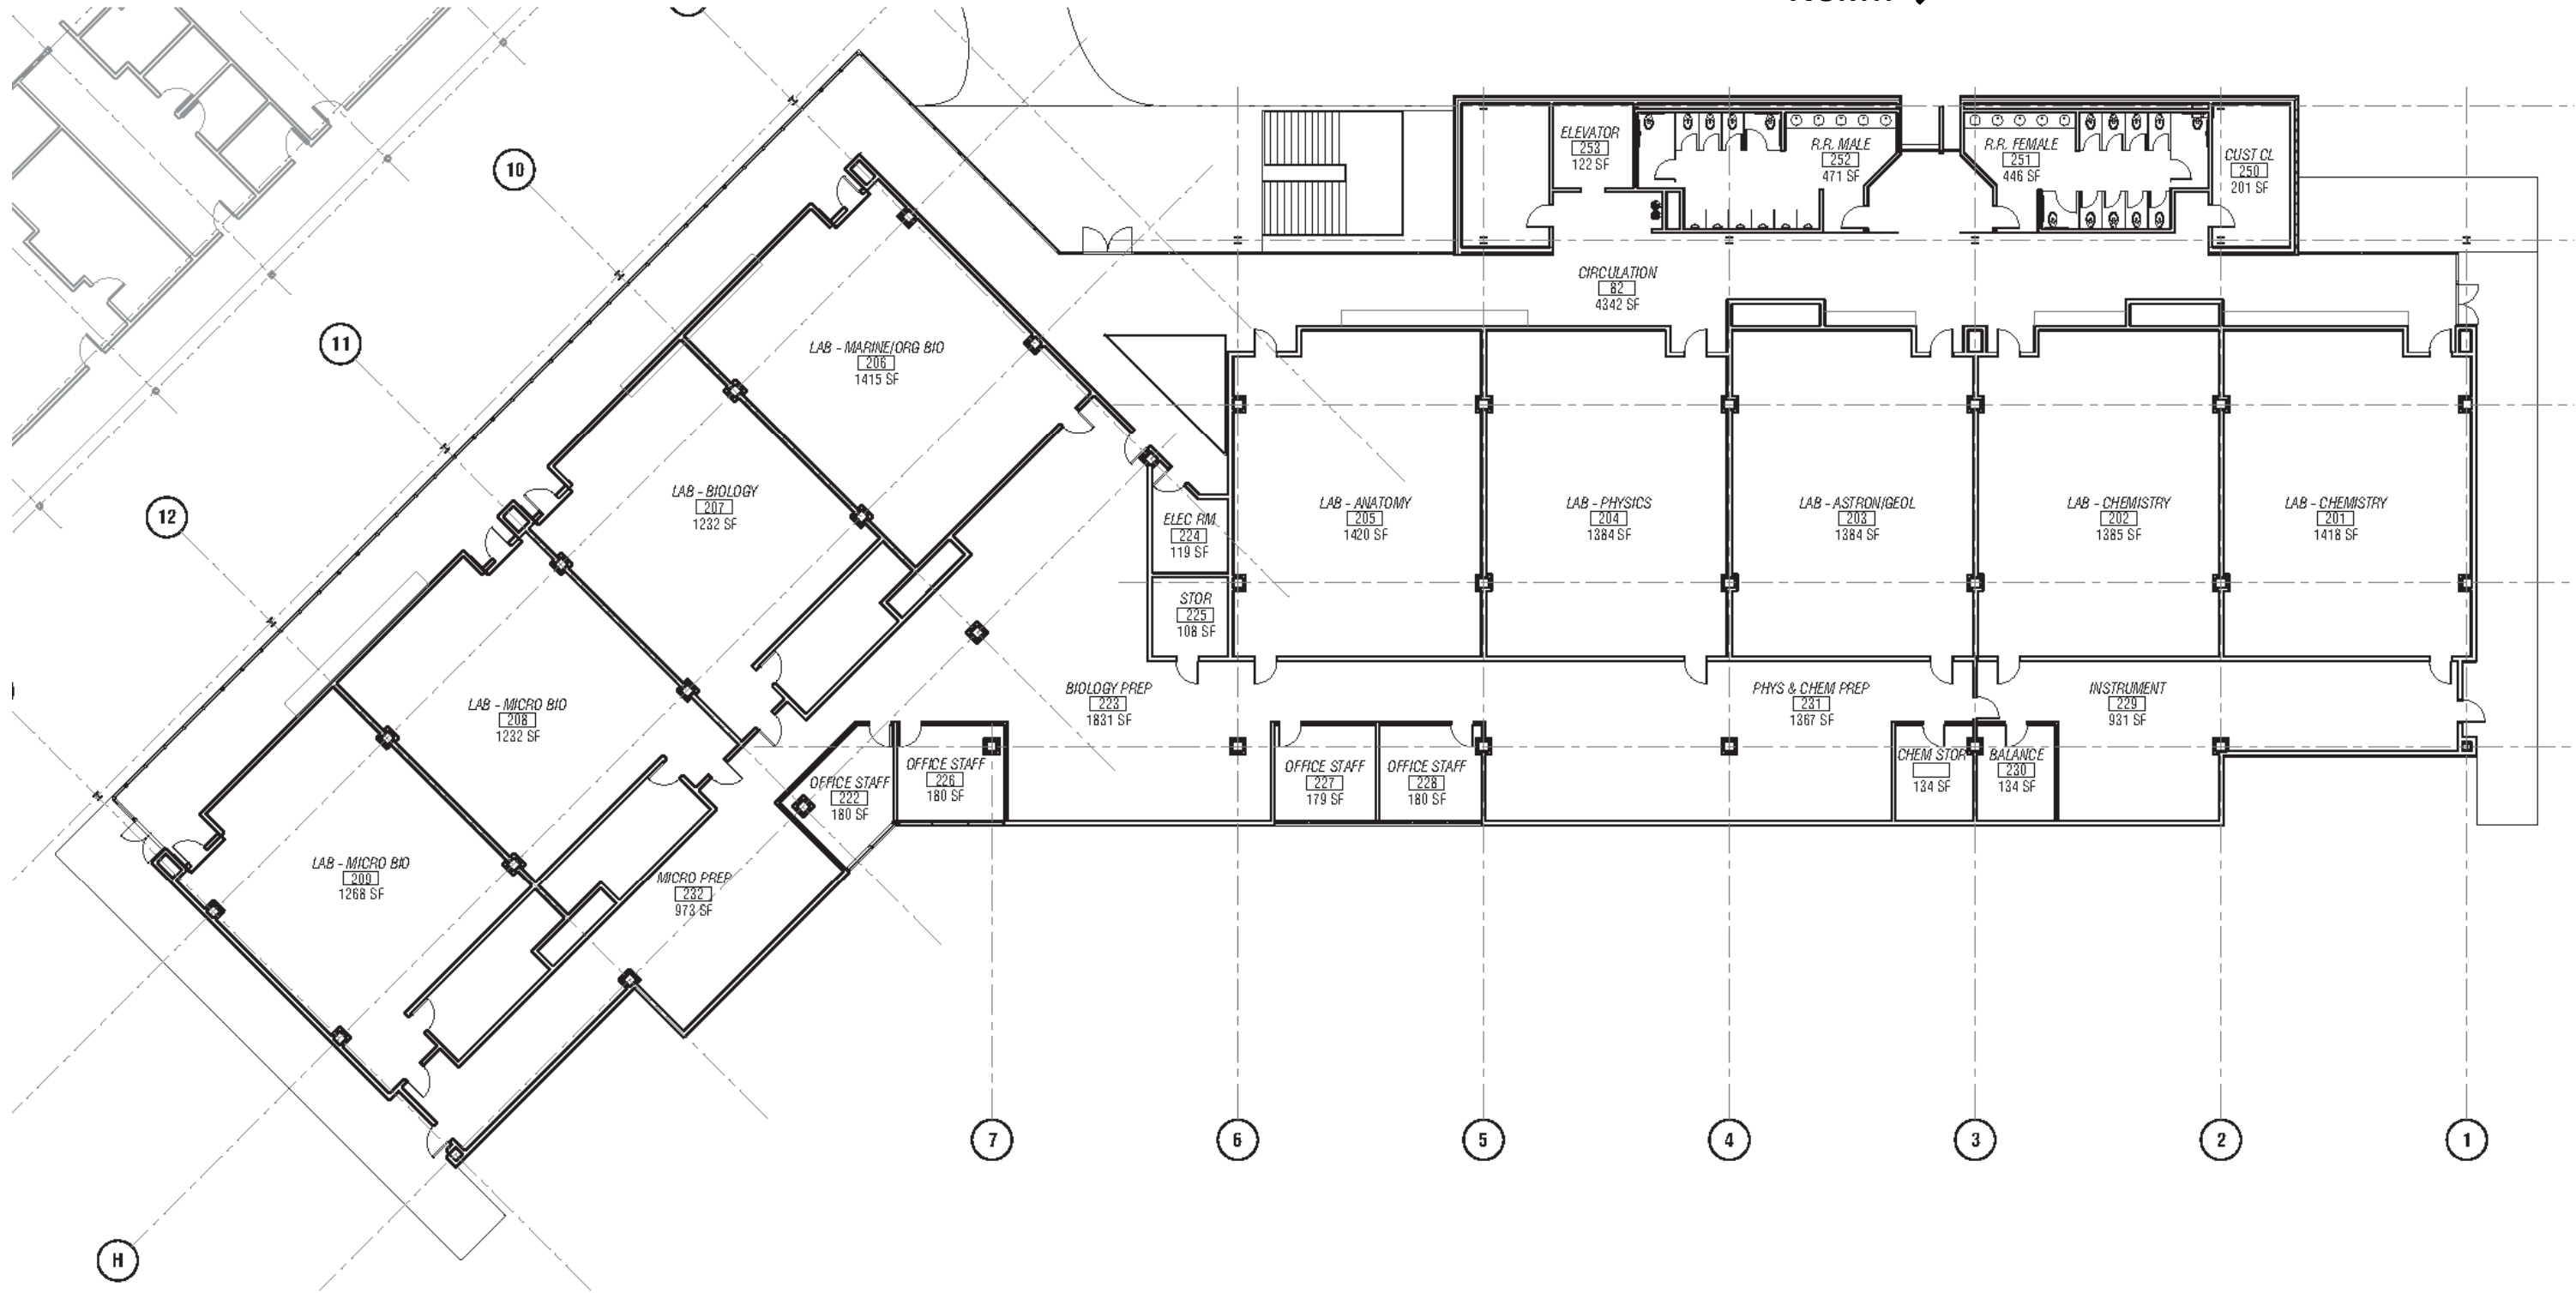 10
11
12
ELEVATOR
253
122 SF
R.R. MALE
252
471 SF
R.R. FEMALE
251
446 SF
CUST CL
250
201 SF
CIRCULATION
82
4342 SF
LAB - MARINE/ORG BIO
206
1415 SF
LAB - BIOLOGY
207
1232 SF
LAB - MICRO BIO
208
1232 SF
LAB - MICRO BIO
209
1268 SF
ELEC RM
224
119 SF
STOR
225
108 SF
LAB - ANATOMY
205
1420 SF
LAB - PHYSICS
204
1384 SF
LAB - ASTRON/GEOL
203
1384 SF
LAB - CHEMISTRY
202
1385 SF
LAB - CHEMISTRY
201
1418 SF
BIOLOGY PREP
223
1831 SF
PHYS & CHEM PREP
231
1367 SF
INSTRUMENT
229
931 SF
OFFICE STAFF
222
180 SF
OFFICE STAFF
226
180 SF
OFFICE STAFF
227
179 SF
OFFICE STAFF
228
180 SF
CHEM STOR
134 SF
BALANCE
230
134 SF
MICRO PREP
232
973 SF
7
6
5
4
3
2
1
H